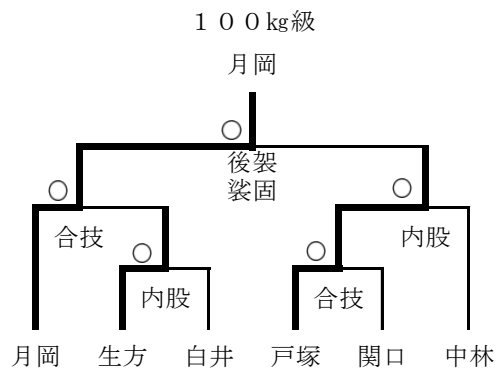 １００kg級
月岡
後袈
裟固
合技
内股
内股
合技
月岡 生方 白井 戸塚 関口 中林